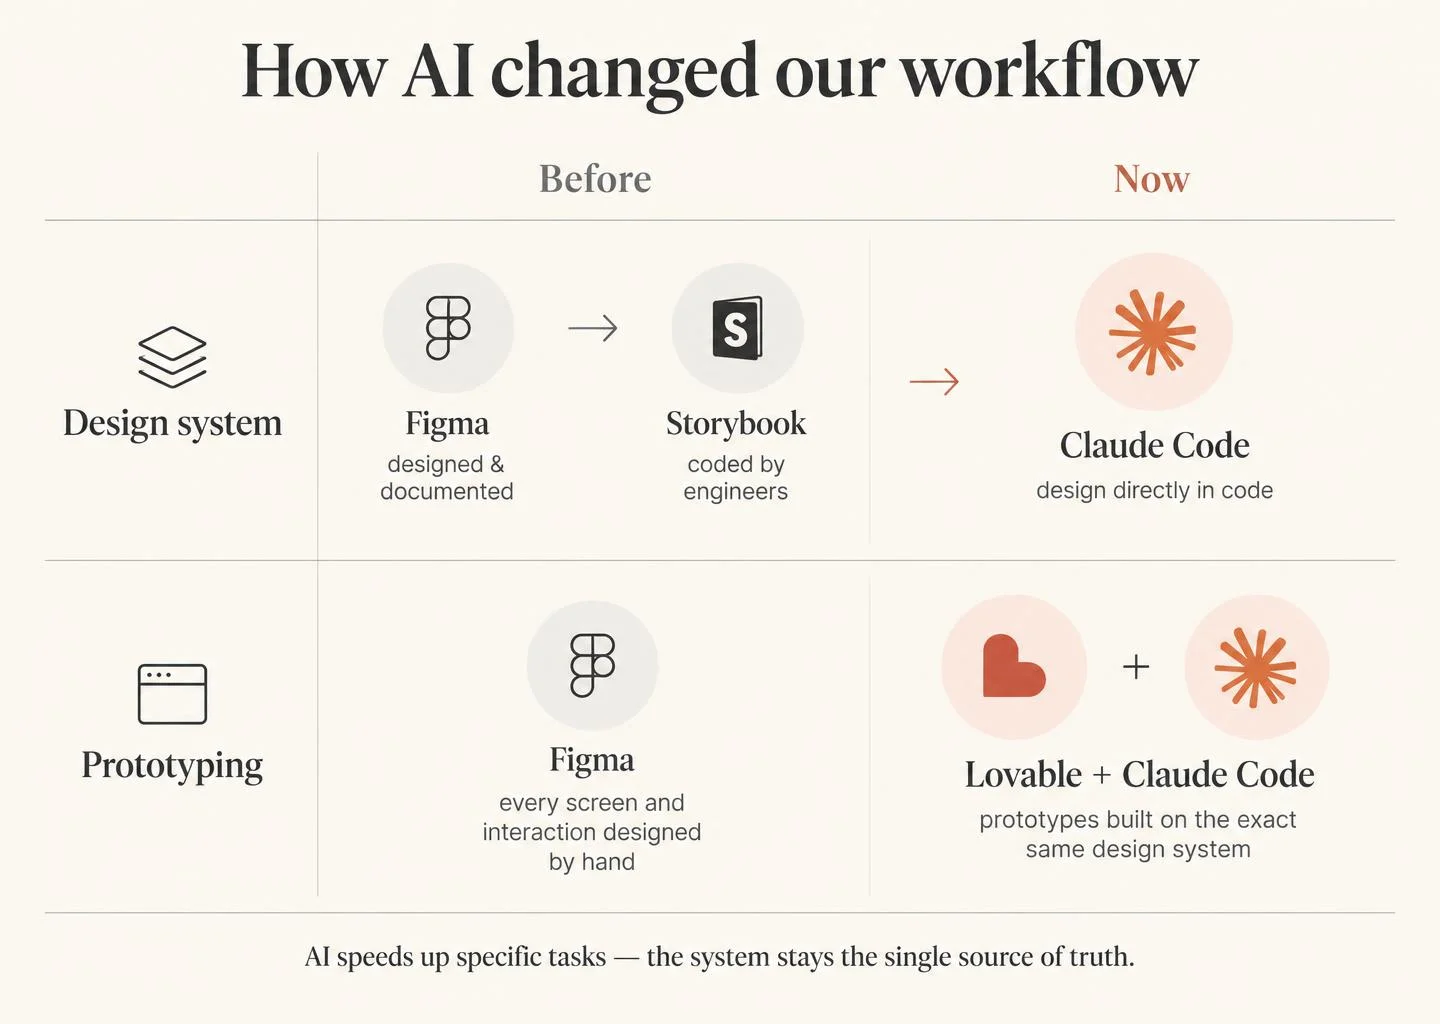 How AI changed our workflow
Before
Now
Design system
S
Figma
designed &
documented
Storybook
coded by
engineers
Claude Code
design directly in code
Prototyping
Figma
every screen and
interaction designed
by hand
+
Lovable + Claude Code
prototypes built on the exact
same design system
AI speeds up specific tasks — the system stays the single source of truth.